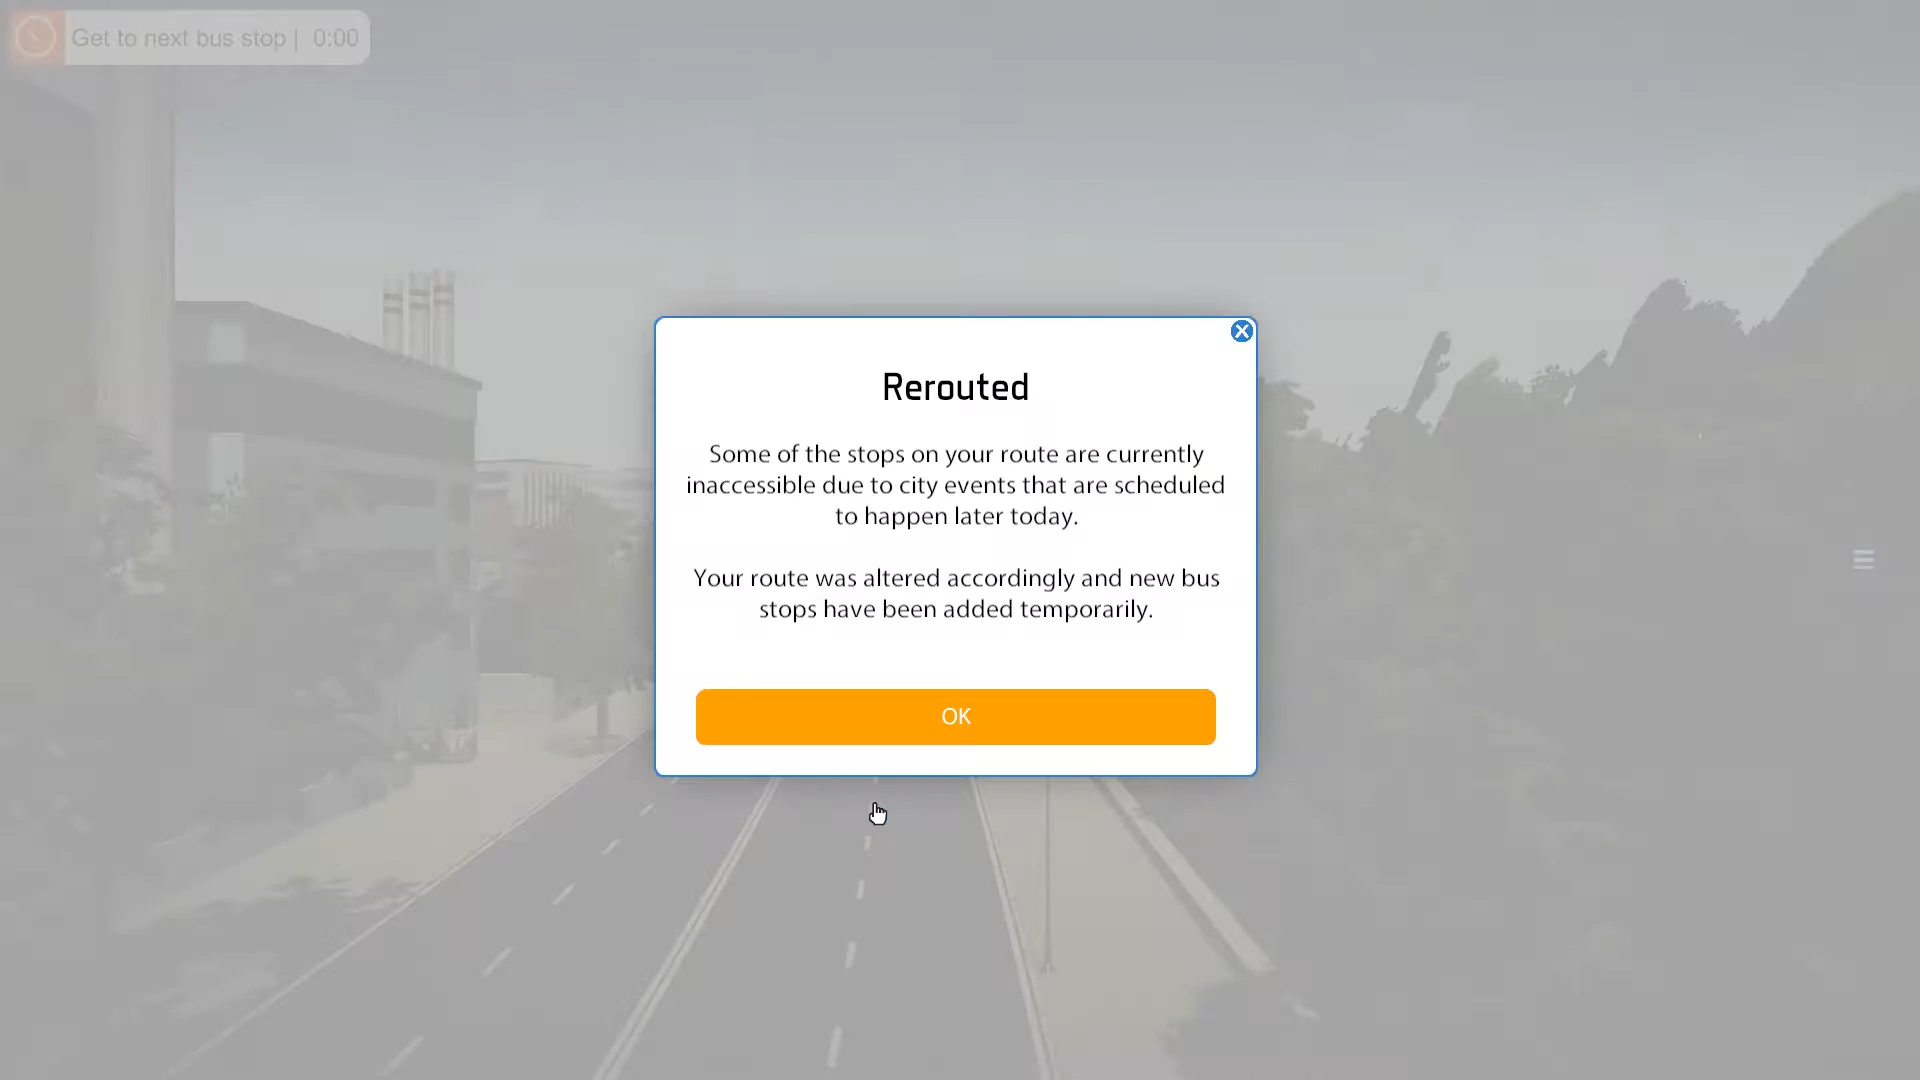 Get to next bus stop | 0:00
Rerouted
Some of the stops on your route are currently
inaccessible due to city events that are scheduled
to happen later today.
Your route was altered accordingly and new bus
stops have been added temporarily.
OK